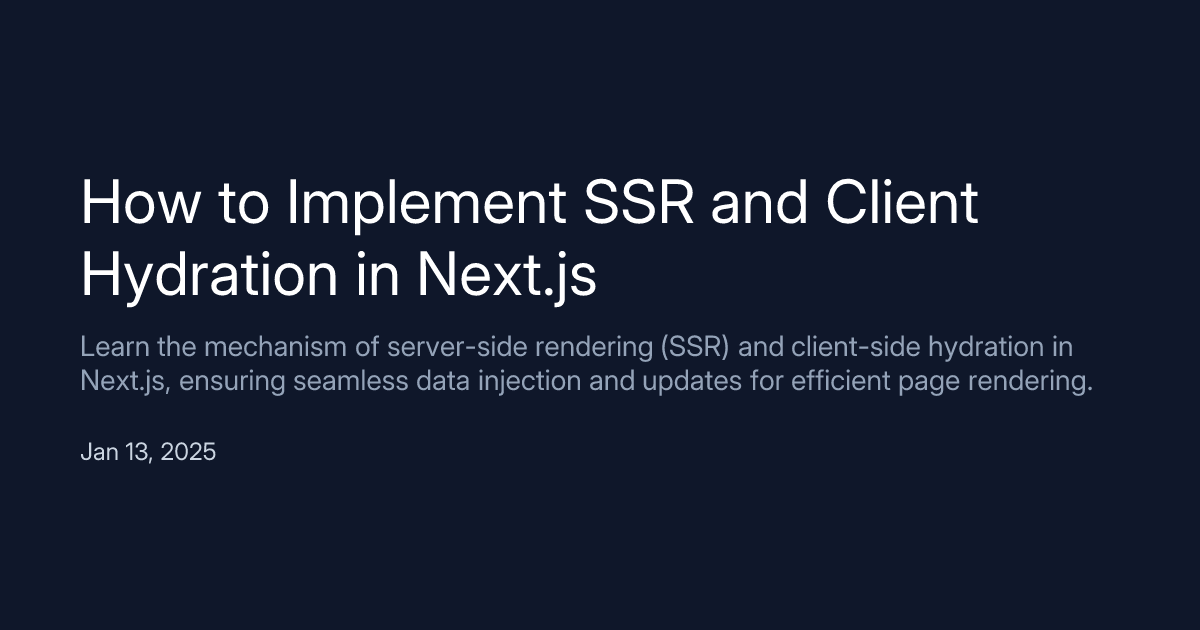 How to Implement SSR and Client
Hydration in Next.js
Learn the mechanism of server-side rendering (SSR) and client-side hydration in
Next.js, ensuring seamless data injection and updates for efficient page rendering.
Jan 13, 2025